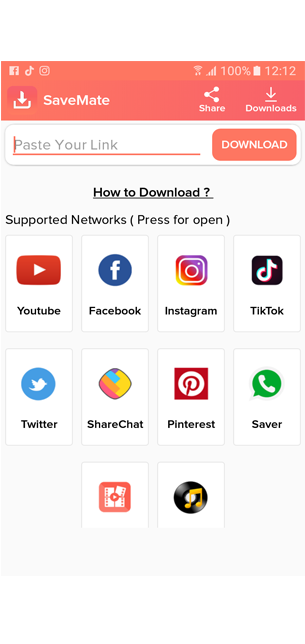 100% 12:12
SaveMate
Share
Downloads
Paste Your Link
DOWNLOAD
How to Download ?
Supported Networks ( Press for open )
Youtube
Facebook
Instagram
TikTok
Twitter
ShareChat
Pinterest
Saver